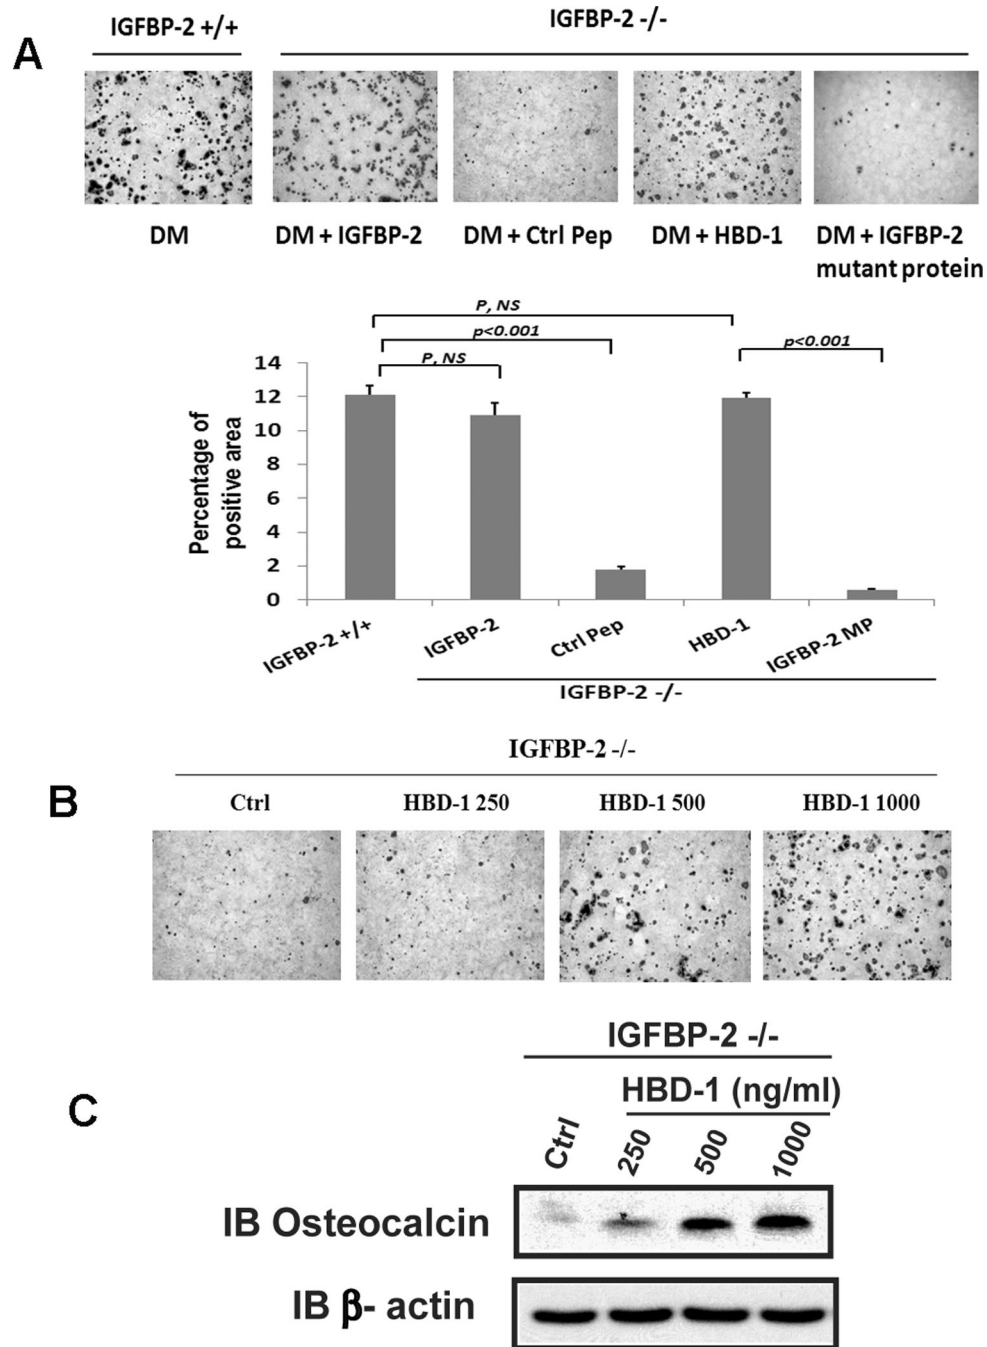 A
IGFBP-2 +/+
IGFBP-2 -/-
DM
DM + IGFBP-2
DM + Ctrl Pep
DM + HBD-1
DM + IGFBP-2
mutant protein
P, NS
p<0.001
P, NS
p<0.001
Percentage of
positive area
14
12
10
8
6
4
2
0
IGFBP-2 +/+
IGFBP-2
Ctrl Pep
HBD-1
IGFBP-2 MP
IGFBP-2 -/-
B
IGFBP-2 -/-
Ctrl
HBD-1 250
HBD-1 500
HBD-1 1000
C
IGFBP-2 -/-
HBD-1 (ng/ml)
Ctrl
250
500
1000
IB Osteocalcin
IB β- actin